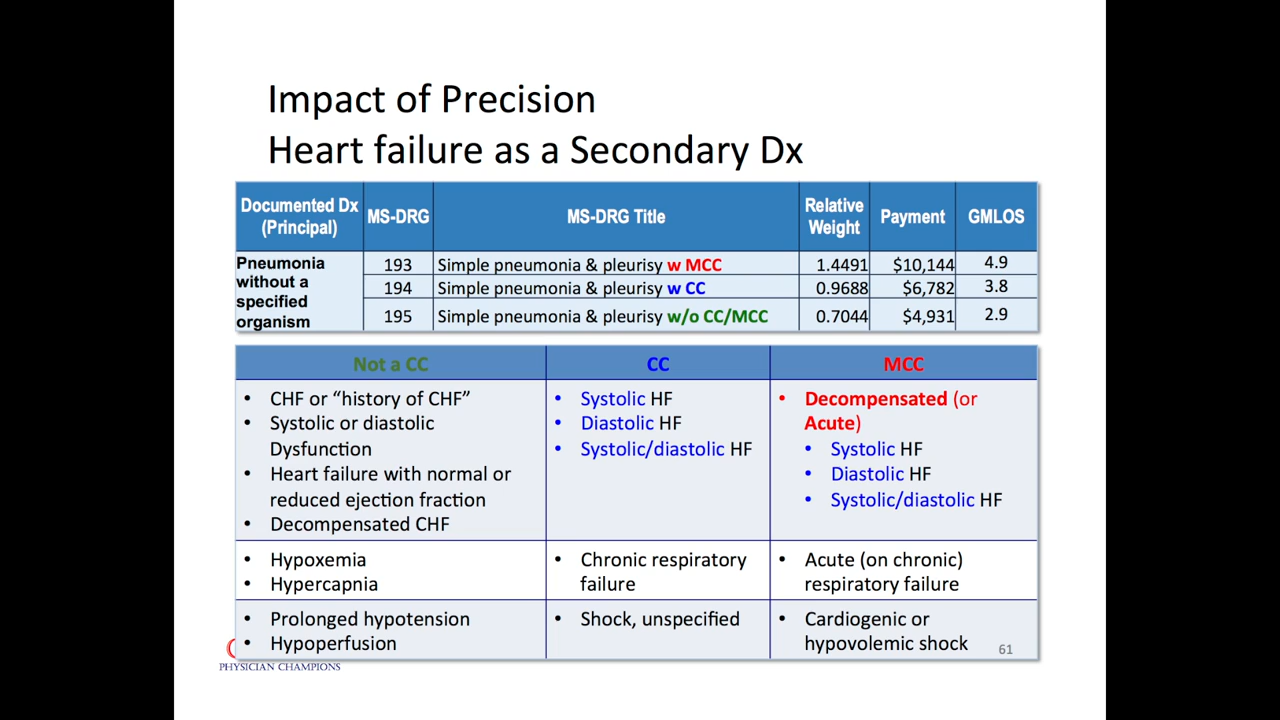 Impact of Precision
Heart failure as a Secondary Dx
Documented Dx (Principal) MS-DRG MS-DRG Title Relative Weight Payment GMLOS
Pneumonia without a specified organism
193 Simple pneumonia & pleurisy w MCC 1.4491 $10,144 4.9
194 Simple pneumonia & pleurisy w CC 0.9688 $6,782 3.8
195 Simple pneumonia & pleurisy w/o CC/MCC 0.7044 $4,931 2.9
Not a CC CC MCC
• CHF or “history of CHF”
• Systolic or diastolic
Dysfunction
• Heart failure with normal or
reduced ejection fraction
• Decompensated CHF
• Systolic HF
• Diastolic HF
• Systolic/diastolic HF
• Decompensated (or
Acute)
• Systolic HF
• Diastolic HF
• Systolic/diastolic HF
• Hypoxemia
• Hypercapnia
• Chronic respiratory
failure
• Acute (on chronic)
respiratory failure
• Prolonged hypotension
• Hypoperfusion
• Shock, unspecified
• Cardiogenic or
hypovolemic shock
61
PHYSICIAN CHAMPIONS